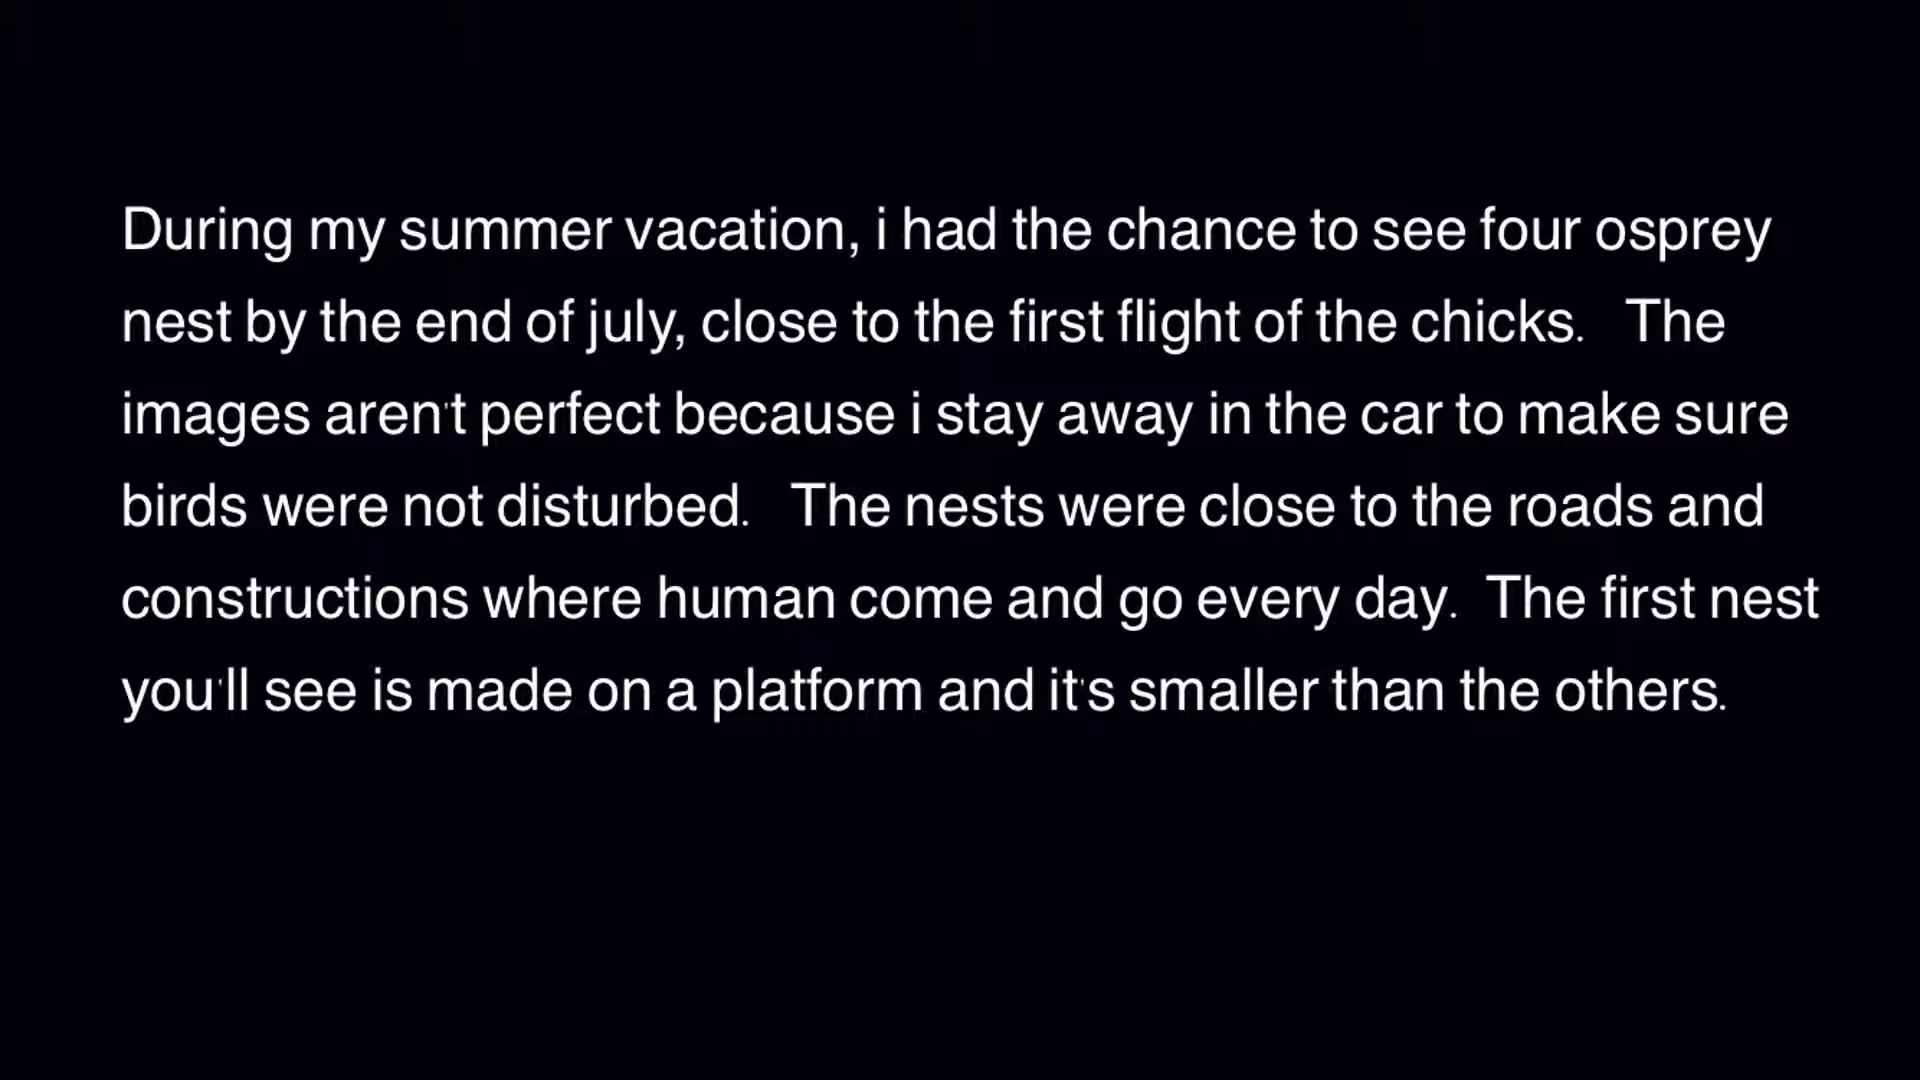 During my summer vacation, i had the chance to see four osprey
nest by the end of july, close to the first flight of the chicks.   The
images aren't perfect because i stay away in the car to make sure
birds were not disturbed.   The nests were close to the roads and
constructions where human come and go every day.  The first nest
you'll see is made on a platform and it's smaller than the others.